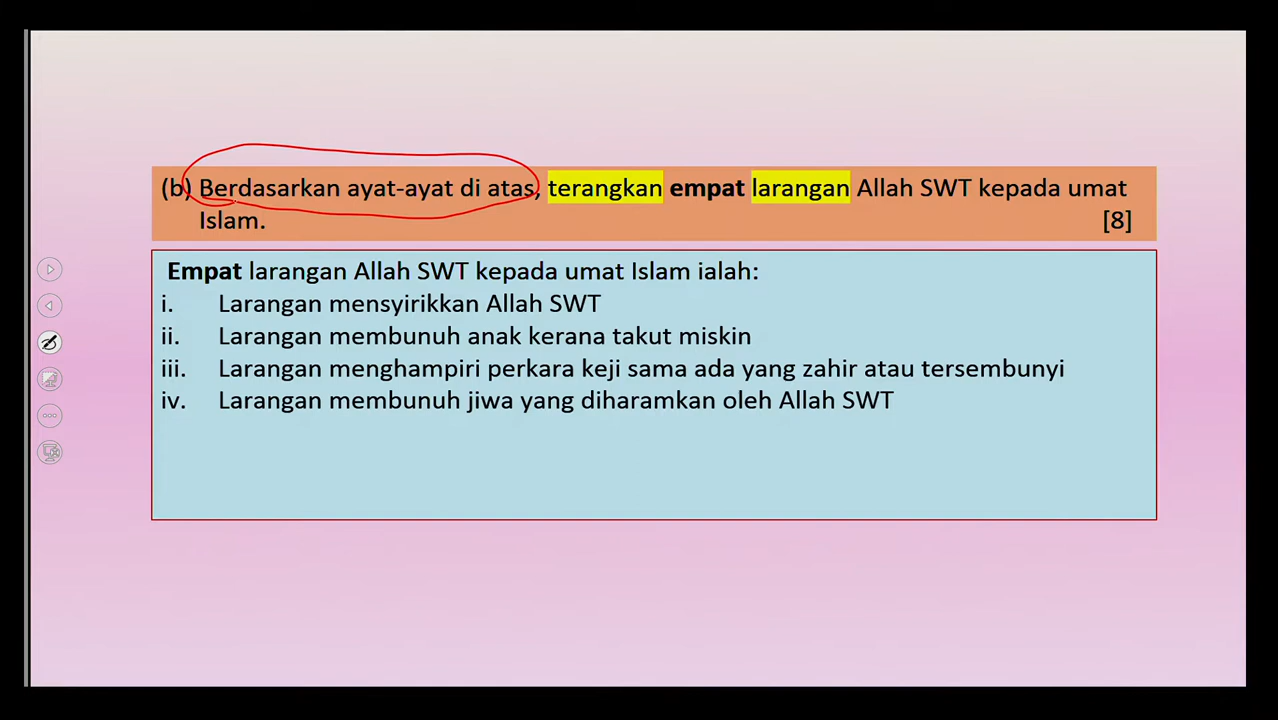 (b) Berdasarkan ayat-ayat di atas, terangkan empat larangan Allah SWT kepada umat
Islam. [8]
Empat larangan Allah SWT kepada umat Islam ialah:
i. Larangan mensyirikkan Allah SWT
ii. Larangan membunuh anak kerana takut miskin
iii. Larangan menghampiri perkara keji sama ada yang zahir atau tersembunyi
iv. Larangan membunuh jiwa yang diharamkan oleh Allah SWT